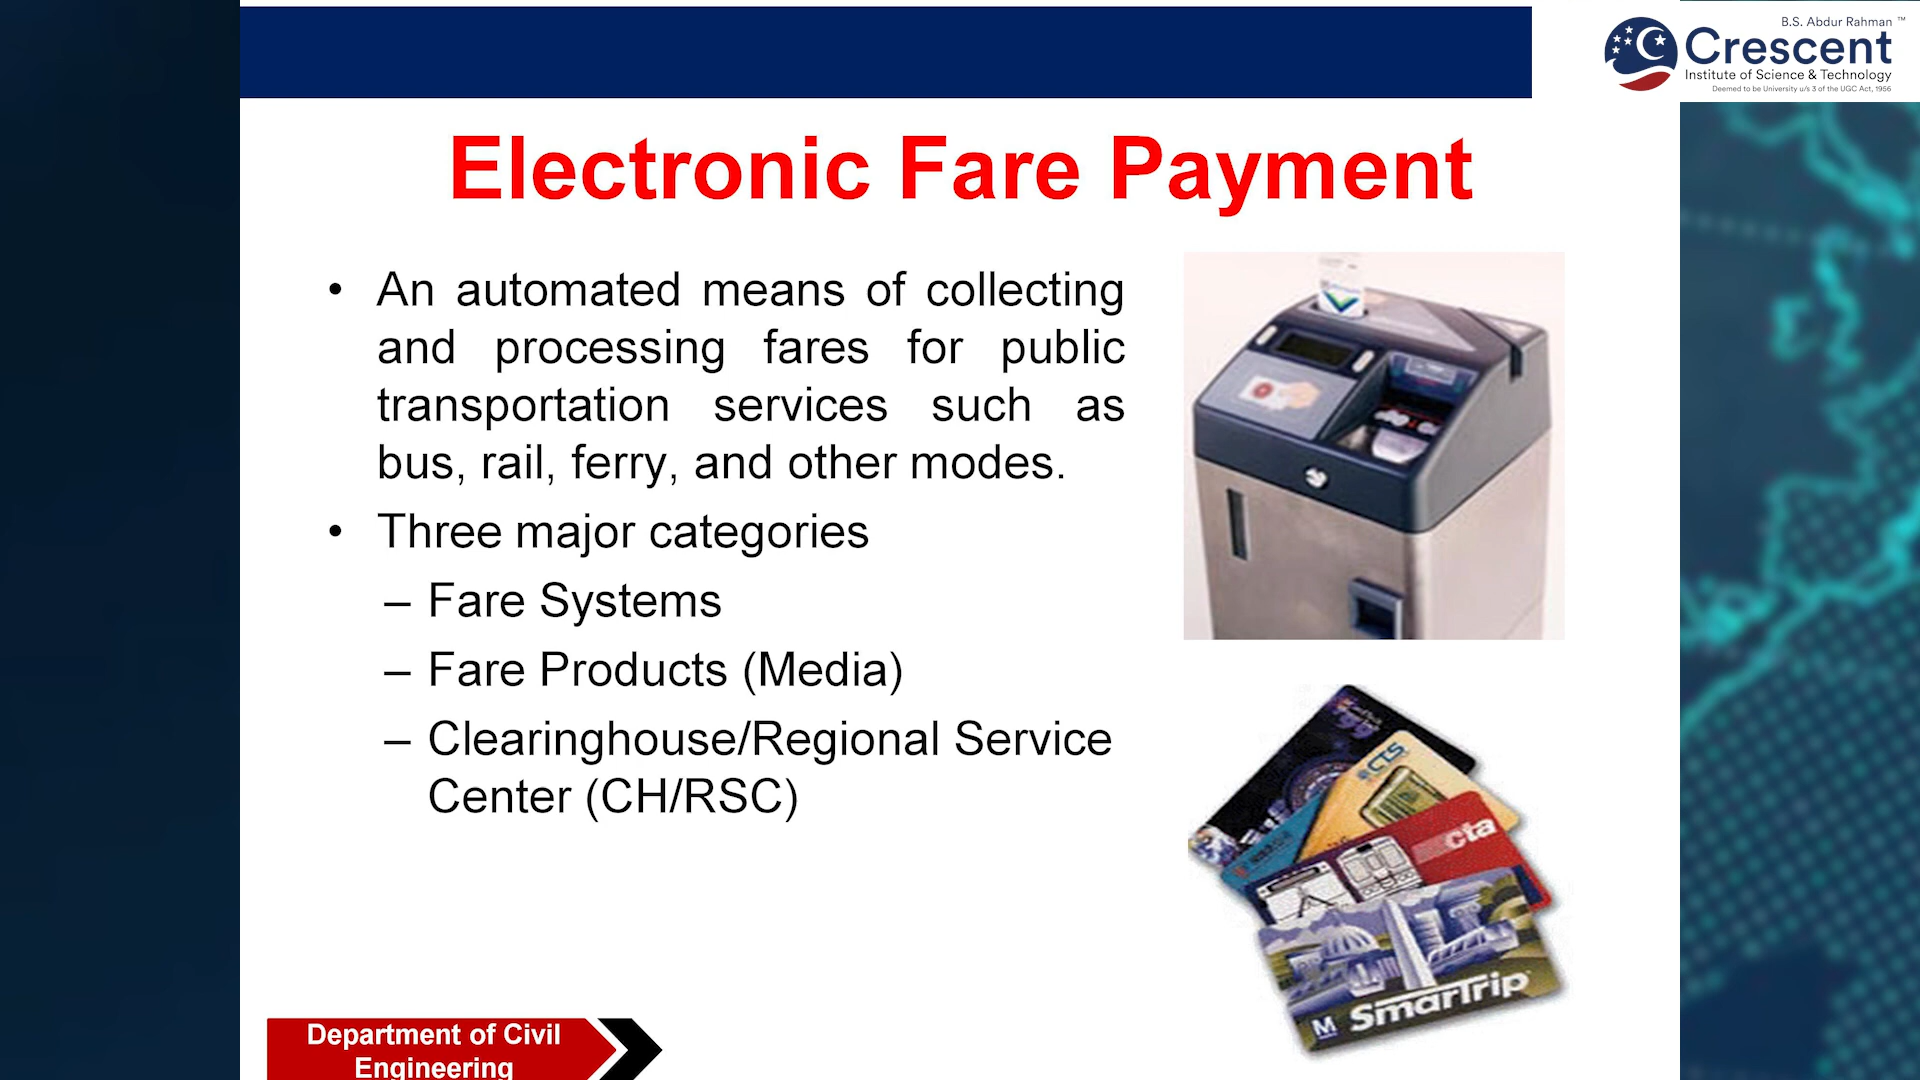 B.S. Abdur Rahman ™
Crescent
Institute of Science & Technology
Deemed to be University u/s 3 of the UGC Act, 1956
Electronic Fare Payment
• An automated means of collecting
and processing fares for public
transportation services such as
bus, rail, ferry, and other modes.
• Three major categories
– Fare Systems
– Fare Products (Media)
– Clearinghouse/Regional Service
Center (CH/RSC)
CTS
cta
M SmarTrip
Department of Civil
Engineering